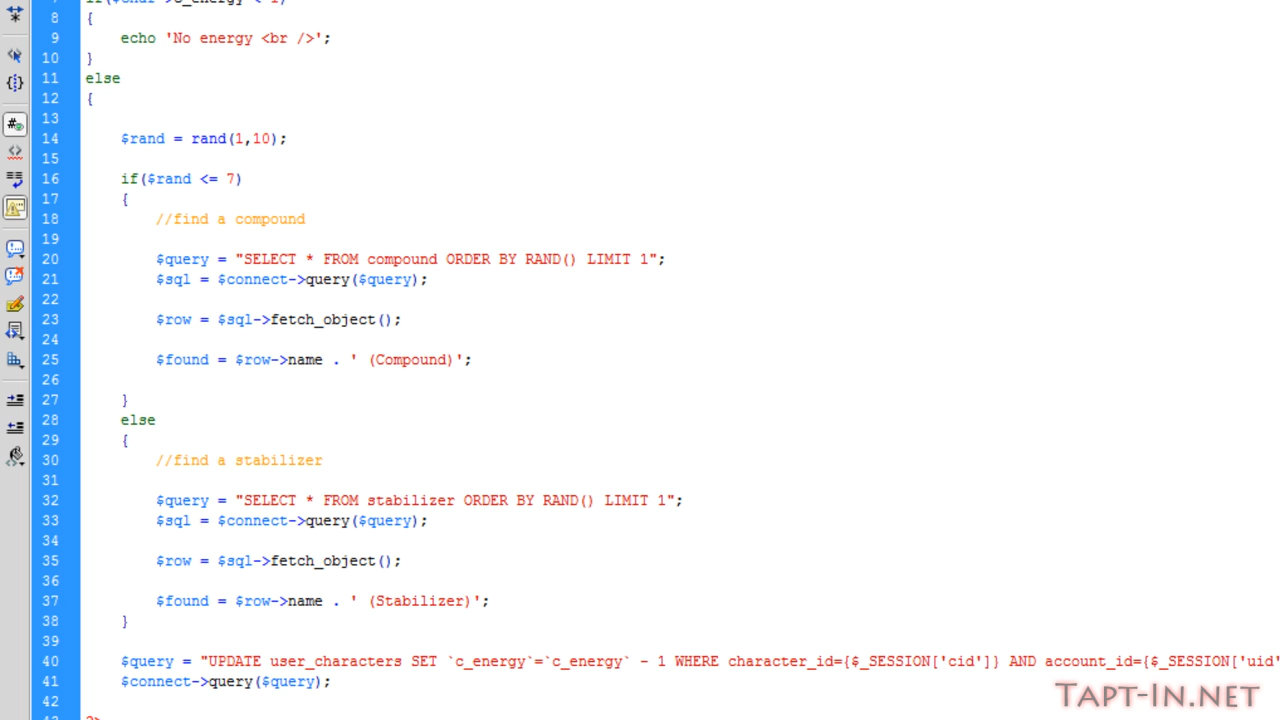 8 {
9 echo 'No energy <br />';
10 }
11 else
12 {
13
14 $rand = rand(1,10);
15
16 if($rand <= 7)
17 {
18 //find a compound
19
20 $query = "SELECT * FROM compound ORDER BY RAND() LIMIT 1";
21 $sql = $connect->query($query);
22
23 $row = $sql->fetch_object();
24
25 $found = $row->name . ' (Compound)';
26
27 }
28 else
29 {
30 //find a stabilizer
31
32 $query = "SELECT * FROM stabilizer ORDER BY RAND() LIMIT 1";
33 $sql = $connect->query($query);
34
35 $row = $sql->fetch_object();
36
37 $found = $row->name . ' (Stabilizer)';
38 }
39
40 $query = "UPDATE user_characters SET `c_energy`=`c_energy` - 1 WHERE character_id={$_SESSION['cid']} AND account_id={$_SESSION['uid'
41 $connect->query($query);
42
Tapt-In.net